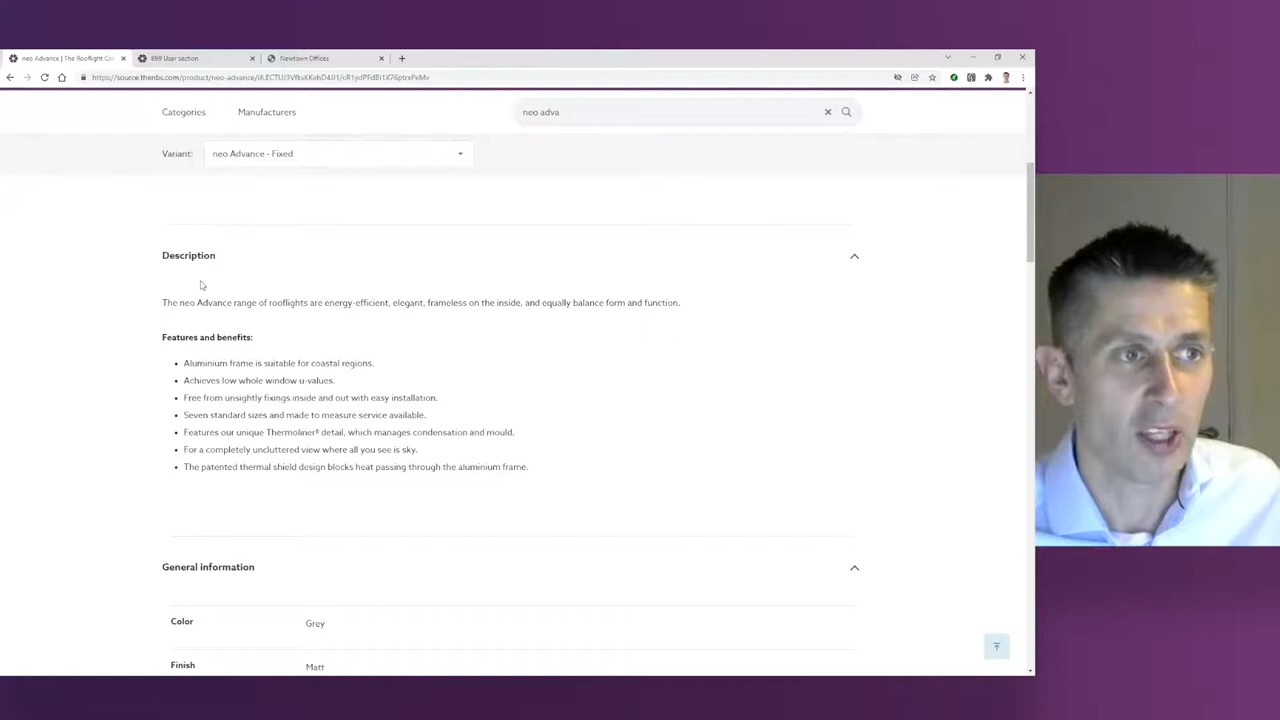 neo Advance | The Rooflight Co
B99 User section
Newtown Offices
Categories
Manufacturers
neo adva
Variant:
neo Advance - Fixed
Description
The neo Advance range of rooflights are energy-efficient, elegant, frameless on the inside, and equally balance form and function.
Features and benefits:
• Aluminium frame is suitable for coastal regions.
• Achieves low whole window u-values.
• Free from unsightly fixings inside and out with easy installation.
• Seven standard sizes and made to measure service available.
• Features our unique Thermoliner® detail, which manages condensation and mould.
• For a completely uncluttered view where all you see is sky.
• The patented thermal shield design blocks heat passing through the aluminium frame.
General information
Color
Grey
Finish
Matt